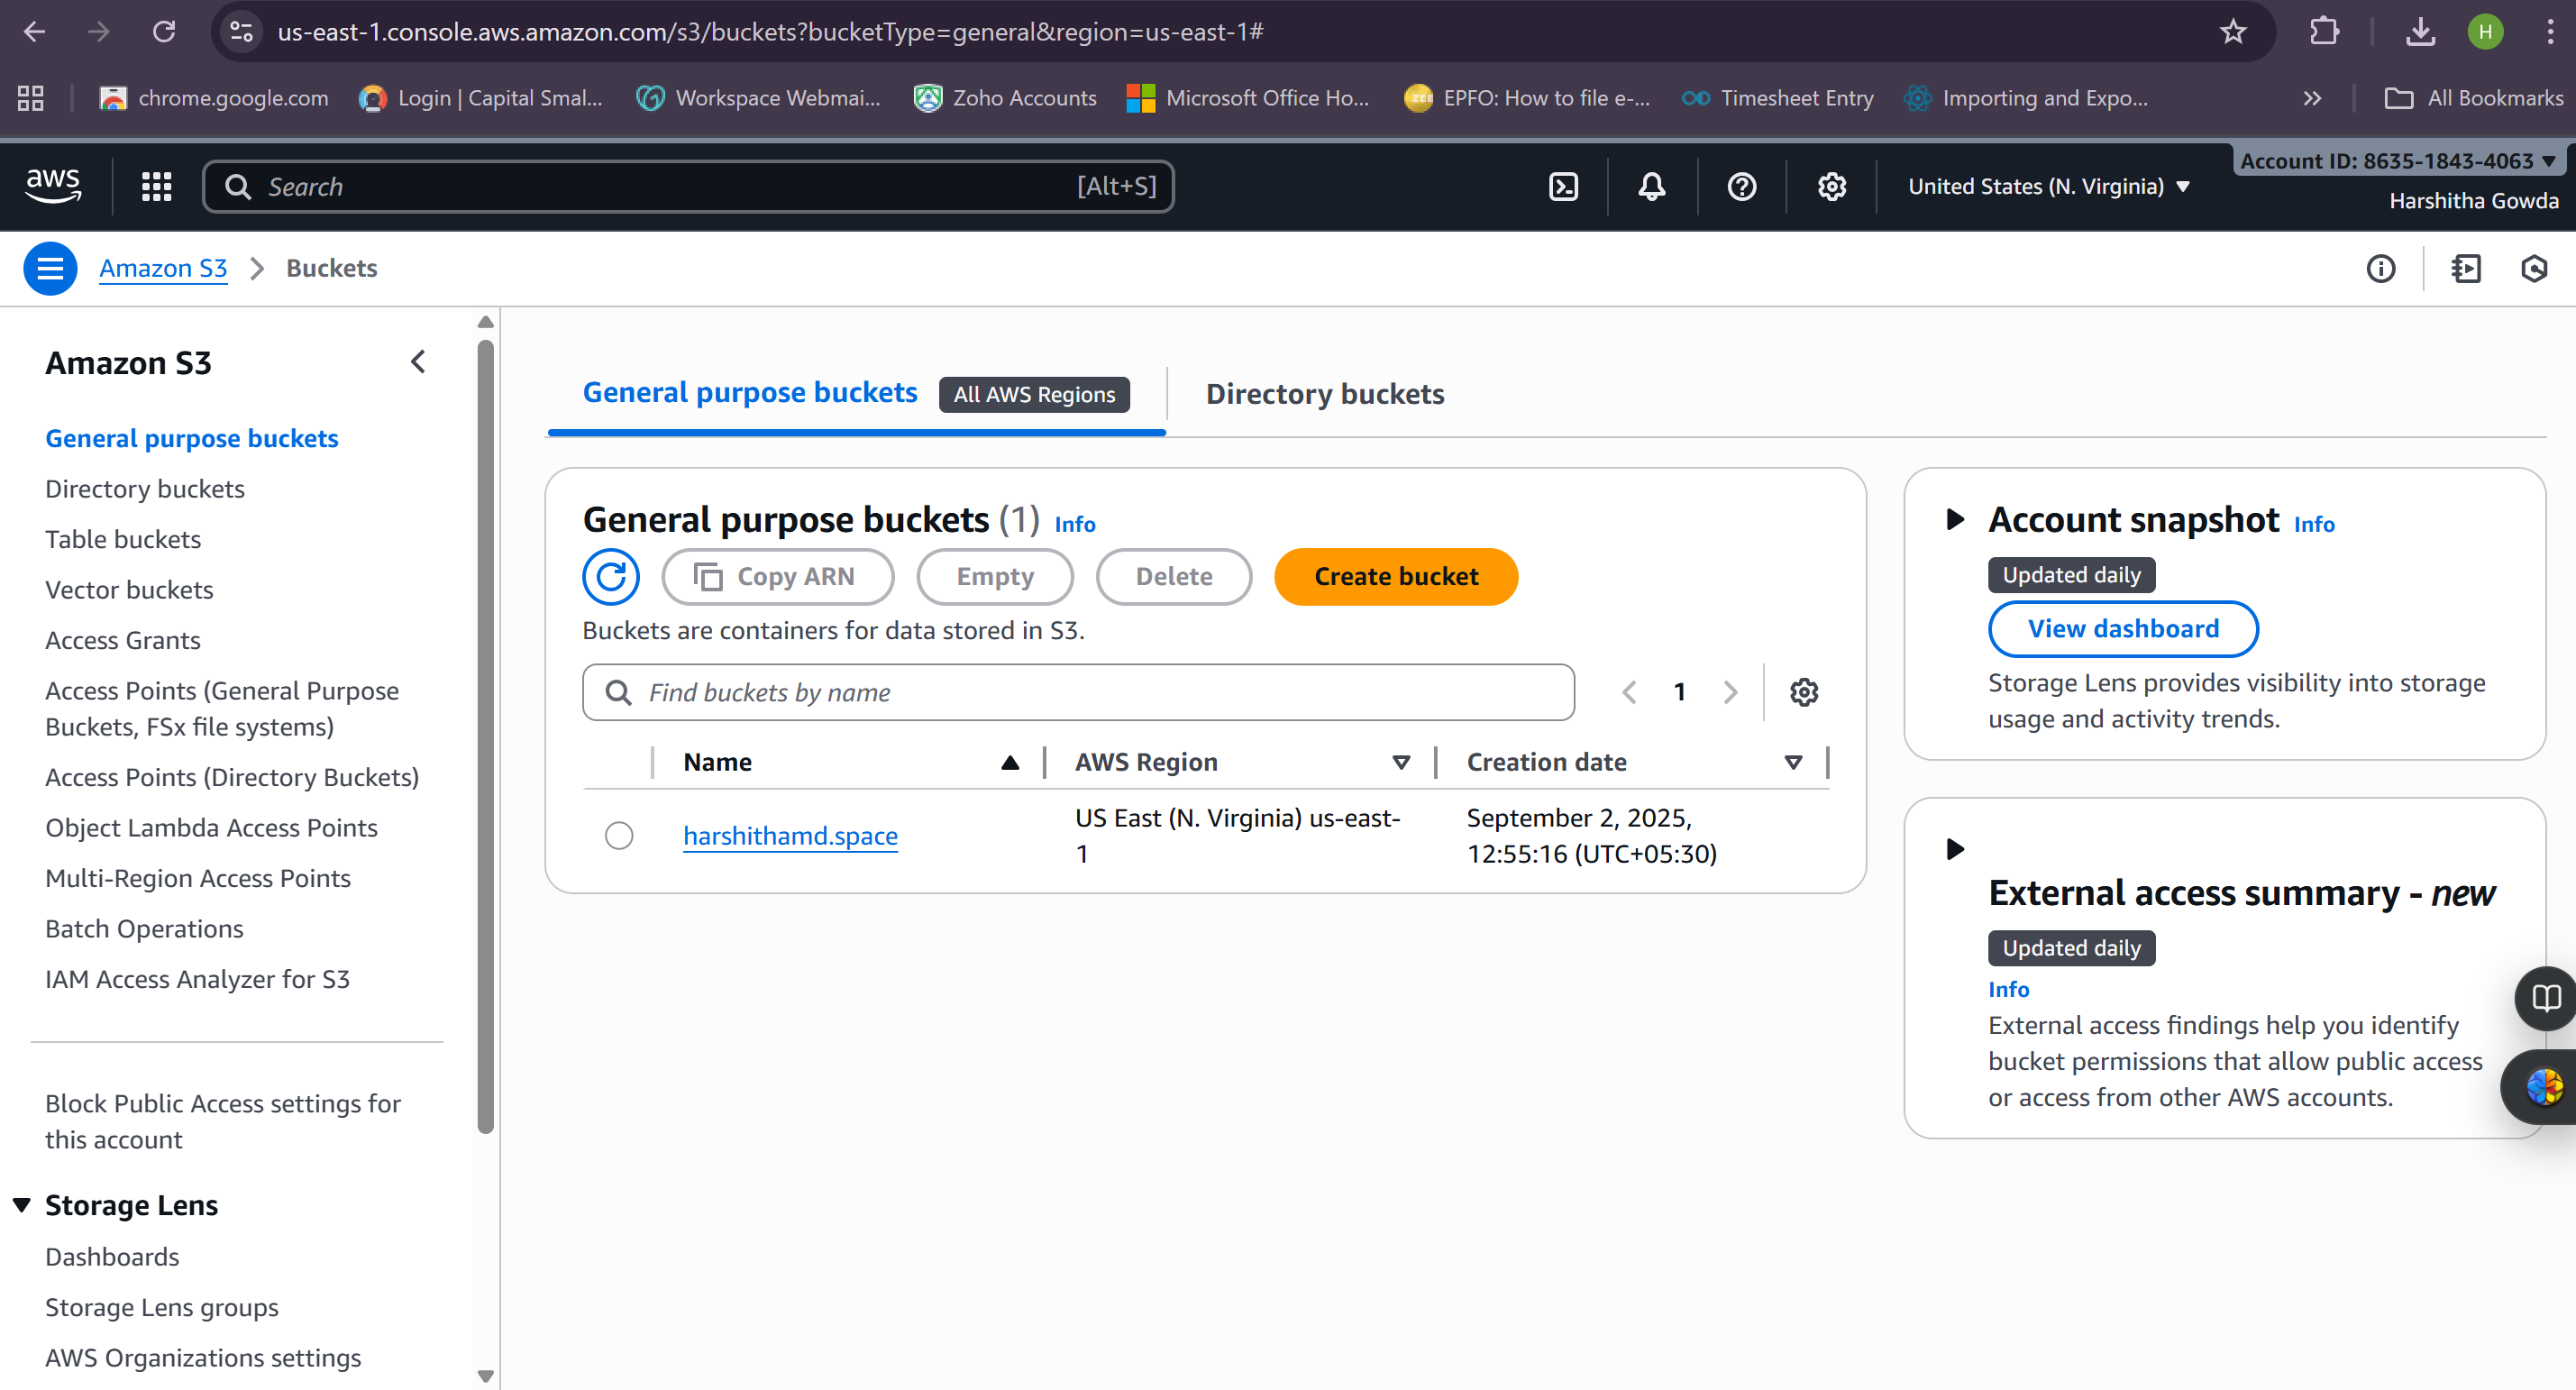 us-east-1.console.aws.amazon.com/s3/buckets?bucketType=general&region=us-east-1#
H
chrome.google.com
Login | Capital Smal...
Workspace Webmai...
Zoho Accounts
Microsoft Office Ho...
EPFO: How to file e-...
Timesheet Entry
Importing and Expo...
All Bookmarks
aws
Search
[Alt+S]
United States (N. Virginia)
Account ID: 8635-1843-4063
Harshitha Gowda
Amazon S3
Buckets
Amazon S3
General purpose buckets
Directory buckets
Table buckets
Vector buckets
Access Grants
Access Points (General Purpose
Buckets, FSx file systems)
Access Points (Directory Buckets)
Object Lambda Access Points
Multi-Region Access Points
Batch Operations
IAM Access Analyzer for S3
Block Public Access settings for
this account
Storage Lens
Dashboards
Storage Lens groups
AWS Organizations settings
General purpose buckets
All AWS Regions
Directory buckets
General purpose buckets (1) Info
Copy ARN
Empty
Delete
Create bucket
Buckets are containers for data stored in S3.
Find buckets by name
1
Name
AWS Region
Creation date
harshithamd.space
US East (N. Virginia) us-east-
1
September 2, 2025,
12:55:16 (UTC+05:30)
Account snapshot Info
Updated daily
View dashboard
Storage Lens provides visibility into storage
usage and activity trends.
External access summary - new
Updated daily
Info
External access findings help you identify
bucket permissions that allow public access
or access from other AWS accounts.